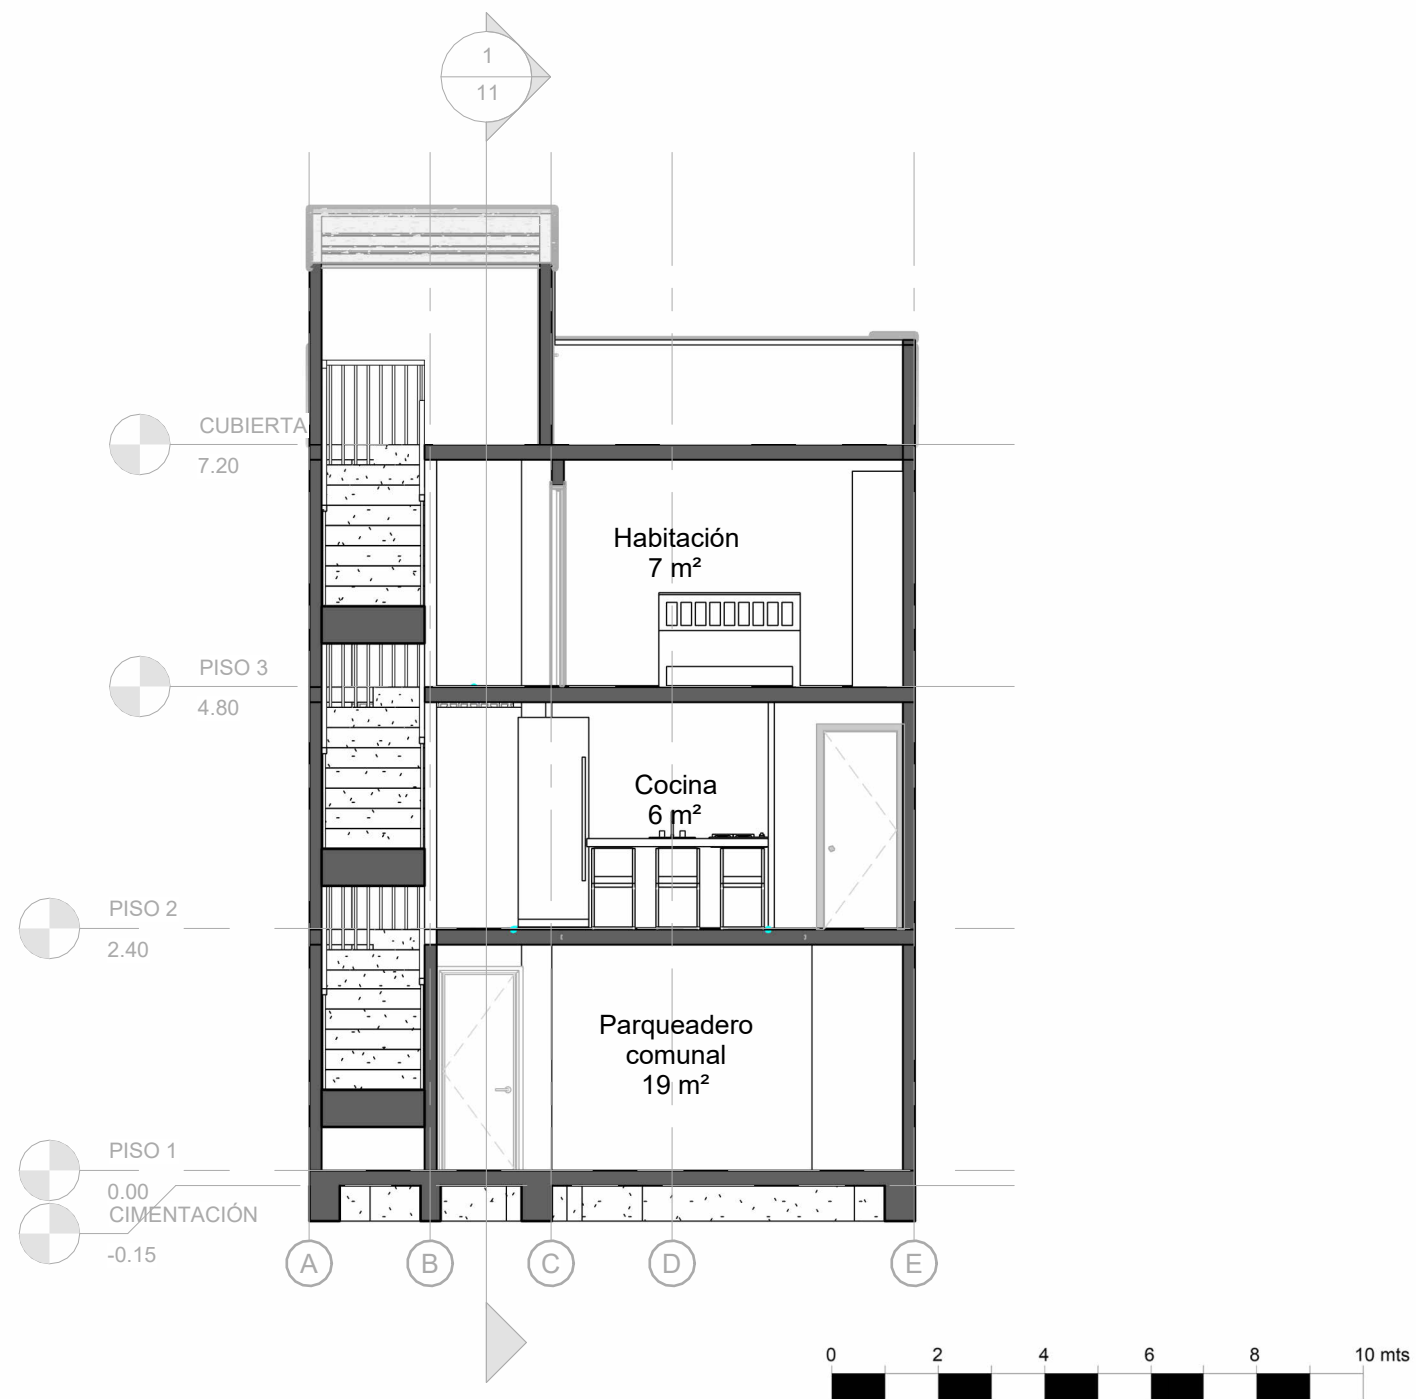 1
11
CUBIERTA
7.20
Habitación
7 m²
PISO 3
4.80
Cocina
6 m²
PISO 2
2.40
Parqueadero
comunal
19 m²
PISO 1
0.00
CIMENTACIÓN
-0.15
A B C D E
0 2 4 6 8 10 mts